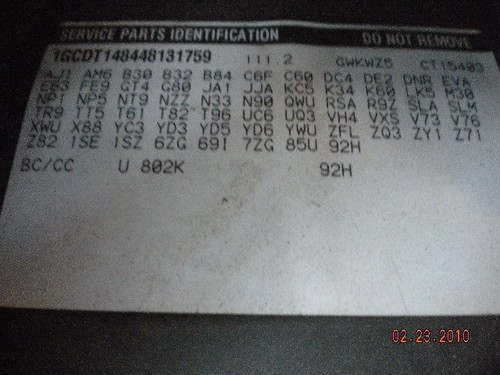 SERVICE PARTS IDENTIFICATION DO NOT REMOVE
1GCDT148448131759 111.2 GWKWZ5 CT15403
AJ1 AM6 B30 B32 B84 C6F C60 DC4 DE2 DNR EVA
E63 FE9 GT4 G80 JA1 JJA KC5 K34 K60 LK5 M30
NP1 NP5 NT9 NZZ N33 N90 QWU RSA R9Z SLA SLM
TR9 TT5 T61 T82 T96 UC6 UQ3 VH4 VXS V73 V76
XWU X88 YC3 YD3 YD5 YD6 YWU ZFL ZQ3 ZY1 Z71
Z82 1SE 1SZ 6ZG 69I 7ZG 85U 92H
BC/CC U 802K 92H
02.23.2010